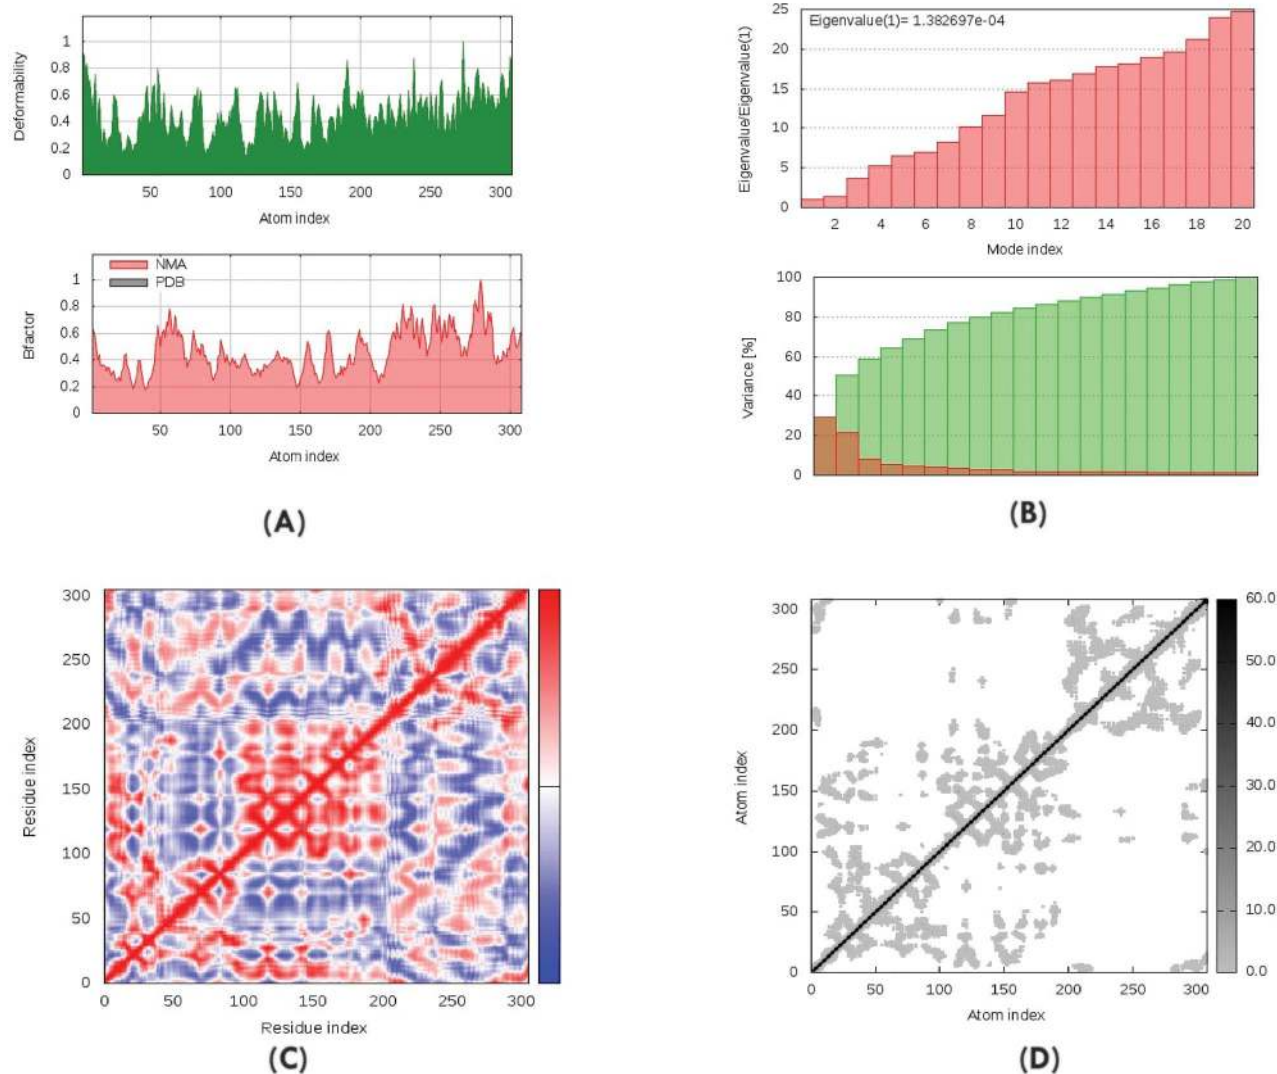 Deformability
1
0.8
0.6
0.4
0.2
0
50 100 150 200 250 300
Atom index
Bfactor
NMA
PDB
1
0.8
0.6
0.4
0.2
0
50 100 150 200 250 300
Atom index
(A)
Eigenvalue(1)= 1.382697e-04
Eigenvalue/Eigenvalue(1)
25
20
15
10
5
0
2 4 6 8 10 12 14 16 18 20
Mode index
Variance [%]
100
80
60
40
20
0
(B)
Residue index
300
250
200
150
100
50
0
0 50 100 150 200 250 300
Residue index
(C)
Atom index
300
250
200
150
100
50
0
0 50 100 150 200 250 300
Atom index
60.0
50.0
40.0
30.0
20.0
10.0
0.0
(D)